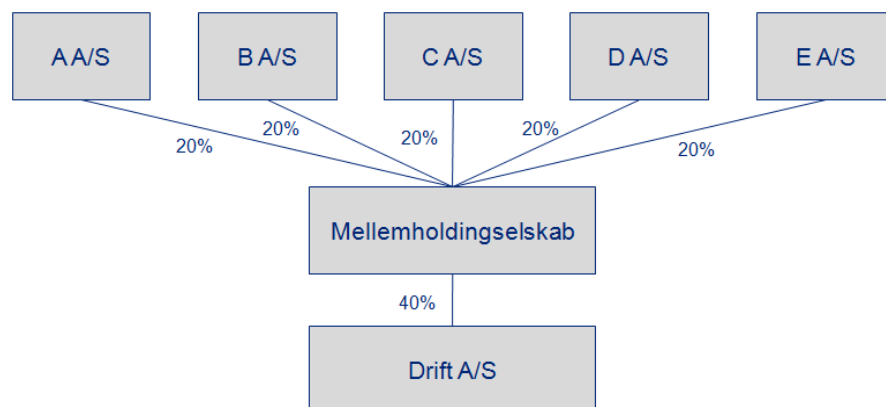 A A/S
B A/S
C A/S
D A/S
E A/S
20%
20%
20%
20%
20%
Mellemholdingselskab
40%
Drift A/S